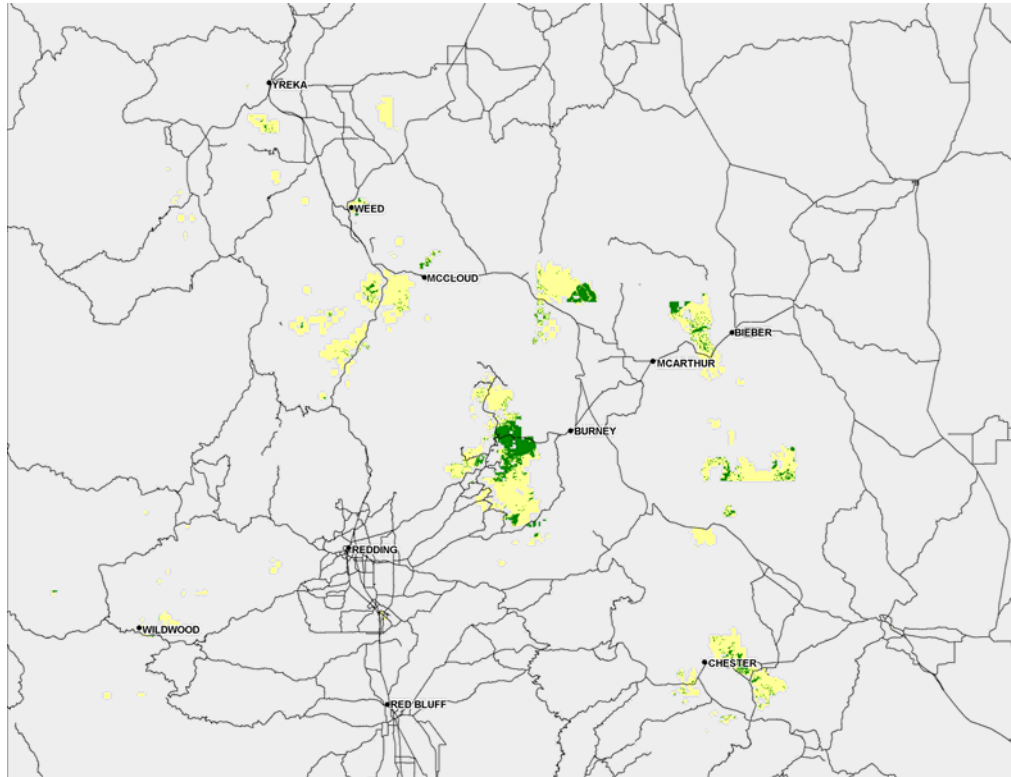 YREKA
WEED
MCCLOUD
BIEBER
MCARTHUR
BURNEY
REDDING
WILDWOOD
CHESTER
RED BLUFF